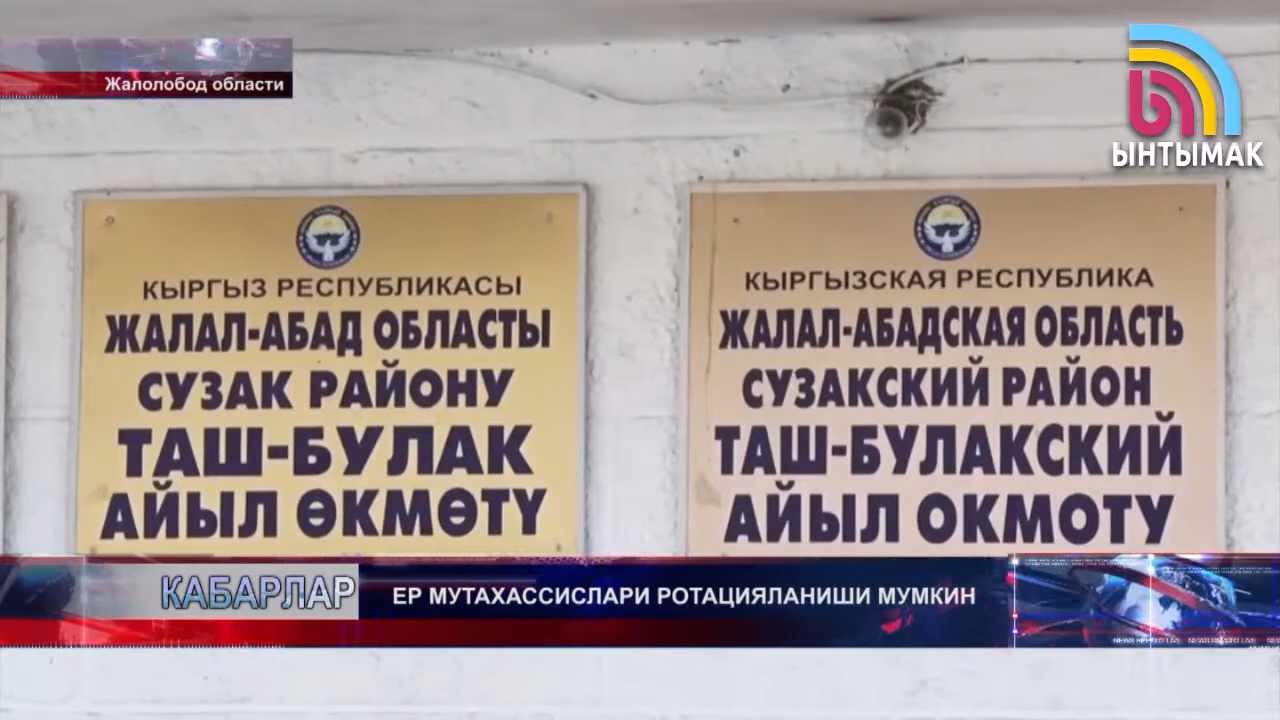 Жалолобод области
ЫНТЫМАК
КЫРГЫЗ РЕСПУБЛИКАСЫ
ЖАЛАЛ-АБАД ОБЛАСТЫ
СУЗАК РАЙОНУ
ТАШ-БУЛАК
АЙЫЛ ӨКМӨТҮ
КЫРГЫЗСКАЯ РЕСПУБЛИКА
ЖАЛАЛ-АБАДСКАЯ ОБЛАСТЬ
СУЗАКСКИЙ РАЙОН
ТАШ-БУЛАКСКИЙ
АЙЫЛ ОКМОТУ
КАБАРЛАР
ЕР МУТАХАССИСЛАРИ РОТАЦИЯЛАНИШИ МУМКИН